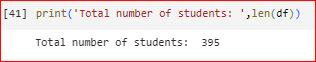 [41] print('Total number of students: ',len(df))
Total number of students:  395